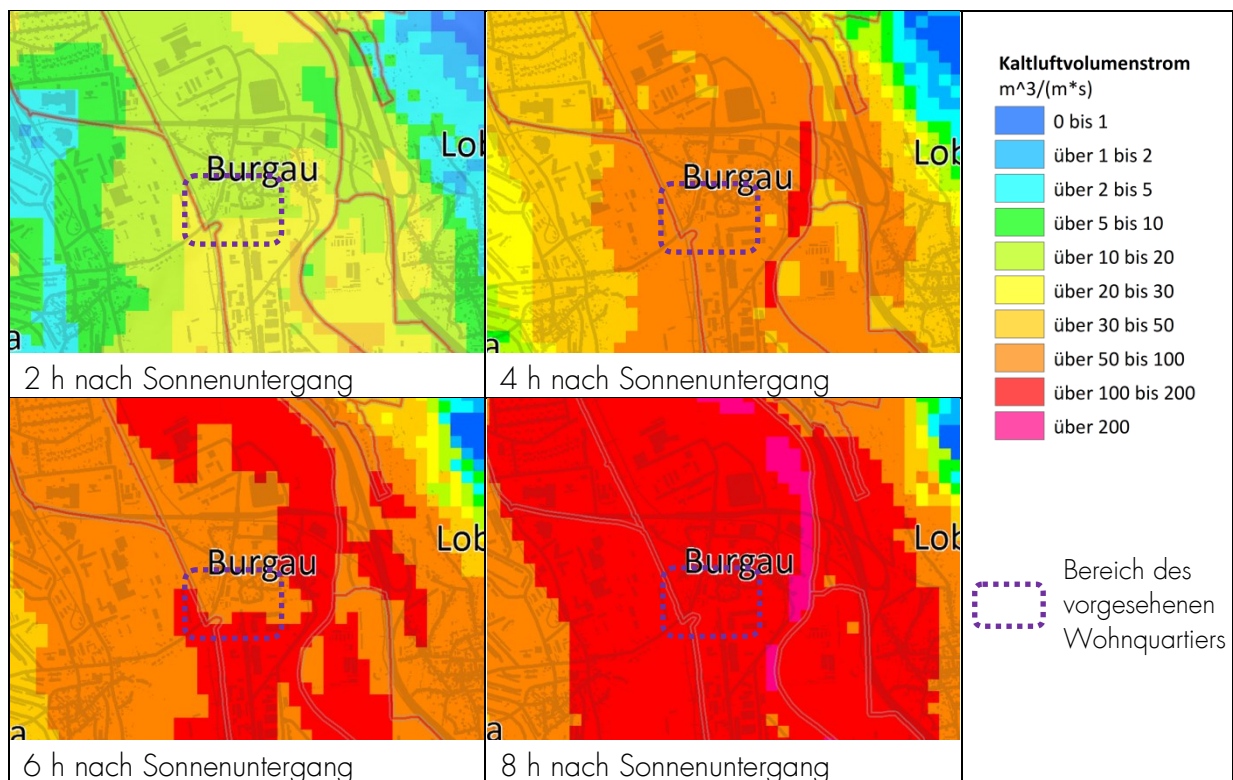 Burgau
Lob
a
2 h nach Sonnenuntergang
Burgau
Lob
4 h nach Sonnenuntergang
Burgau
Lob
a
6 h nach Sonnenuntergang
Burgau
Lob
8 h nach Sonnenuntergang
Kaltluftvolumenstrom
m^3/(m*s)
0 bis 1
über 1 bis 2
über 2 bis 5
über 5 bis 10
über 10 bis 20
über 20 bis 30
über 30 bis 50
über 50 bis 100
über 100 bis 200
über 200
Bereich des
vorgesehenen
Wohnquartiers